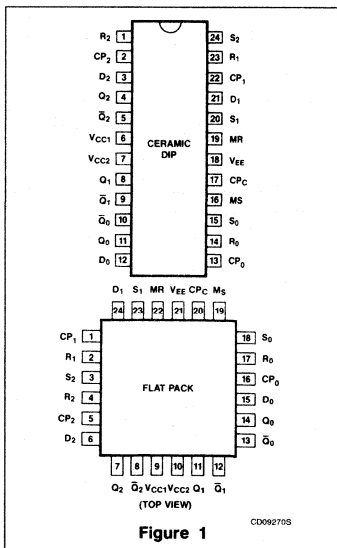 R2 1 24 S2
CP2 2 23 R1
D2 3 22 CP1
Q2 4 21 D1
Q̅2 5 20 S1
VCC1 6 19 MR
CERAMIC DIP
VCC2 7 18 VEE
Q1 8 17 CPC
Q̅1 9 16 MS
Q̅0 10 15 S0
Q0 11 14 R0
D0 12 13 CP0
D1 S1 MR VEE CPC MS
24 23 22 21 20 19
CP1 1 18 S0
R1 2 17 R0
S2 3 16 CP0
FLAT PACK
R2 4 15 D0
CP2 5 14 Q0
D2 6 13 Q̅0
7 8 9 10 11 12
Q2 Q̅2 VCC1 VCC2 Q1 Q̅1
(TOP VIEW)
CD09270S
Figure 1